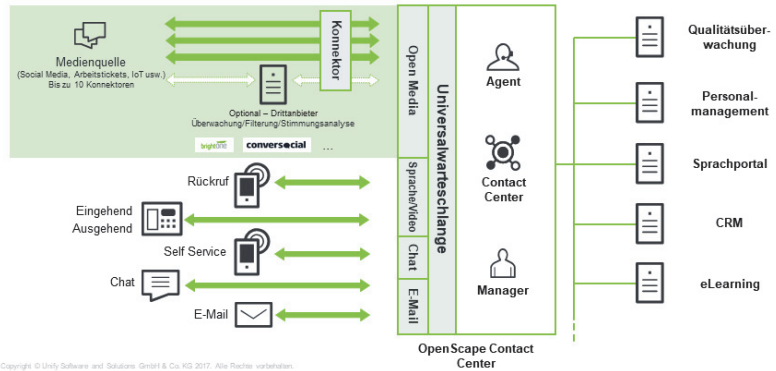 Medienquelle
(Social Media, Arbeitstickets, IoT usw.)
Bis zu 10 Konnektoren
Konnektor
Optional – Drittanbieter
Überwachung/Filterung/Stimmungsanalyse
brightone
conversocial
...
Rückruf
Eingehend
Ausgehend
Self Service
Chat
E-Mail
Open Media
Sprache/Video
Chat
E-Mail
Universalwarteschlange
Agent
Contact
Center
Manager
OpenScape Contact
Center
Qualitätsüber-
wachung
Personal-
management
Sprachportal
CRM
eLearning
Copyright © Unify Software and Solutions GmbH & Co. KG 2017. Alle Rechte vorbehalten.